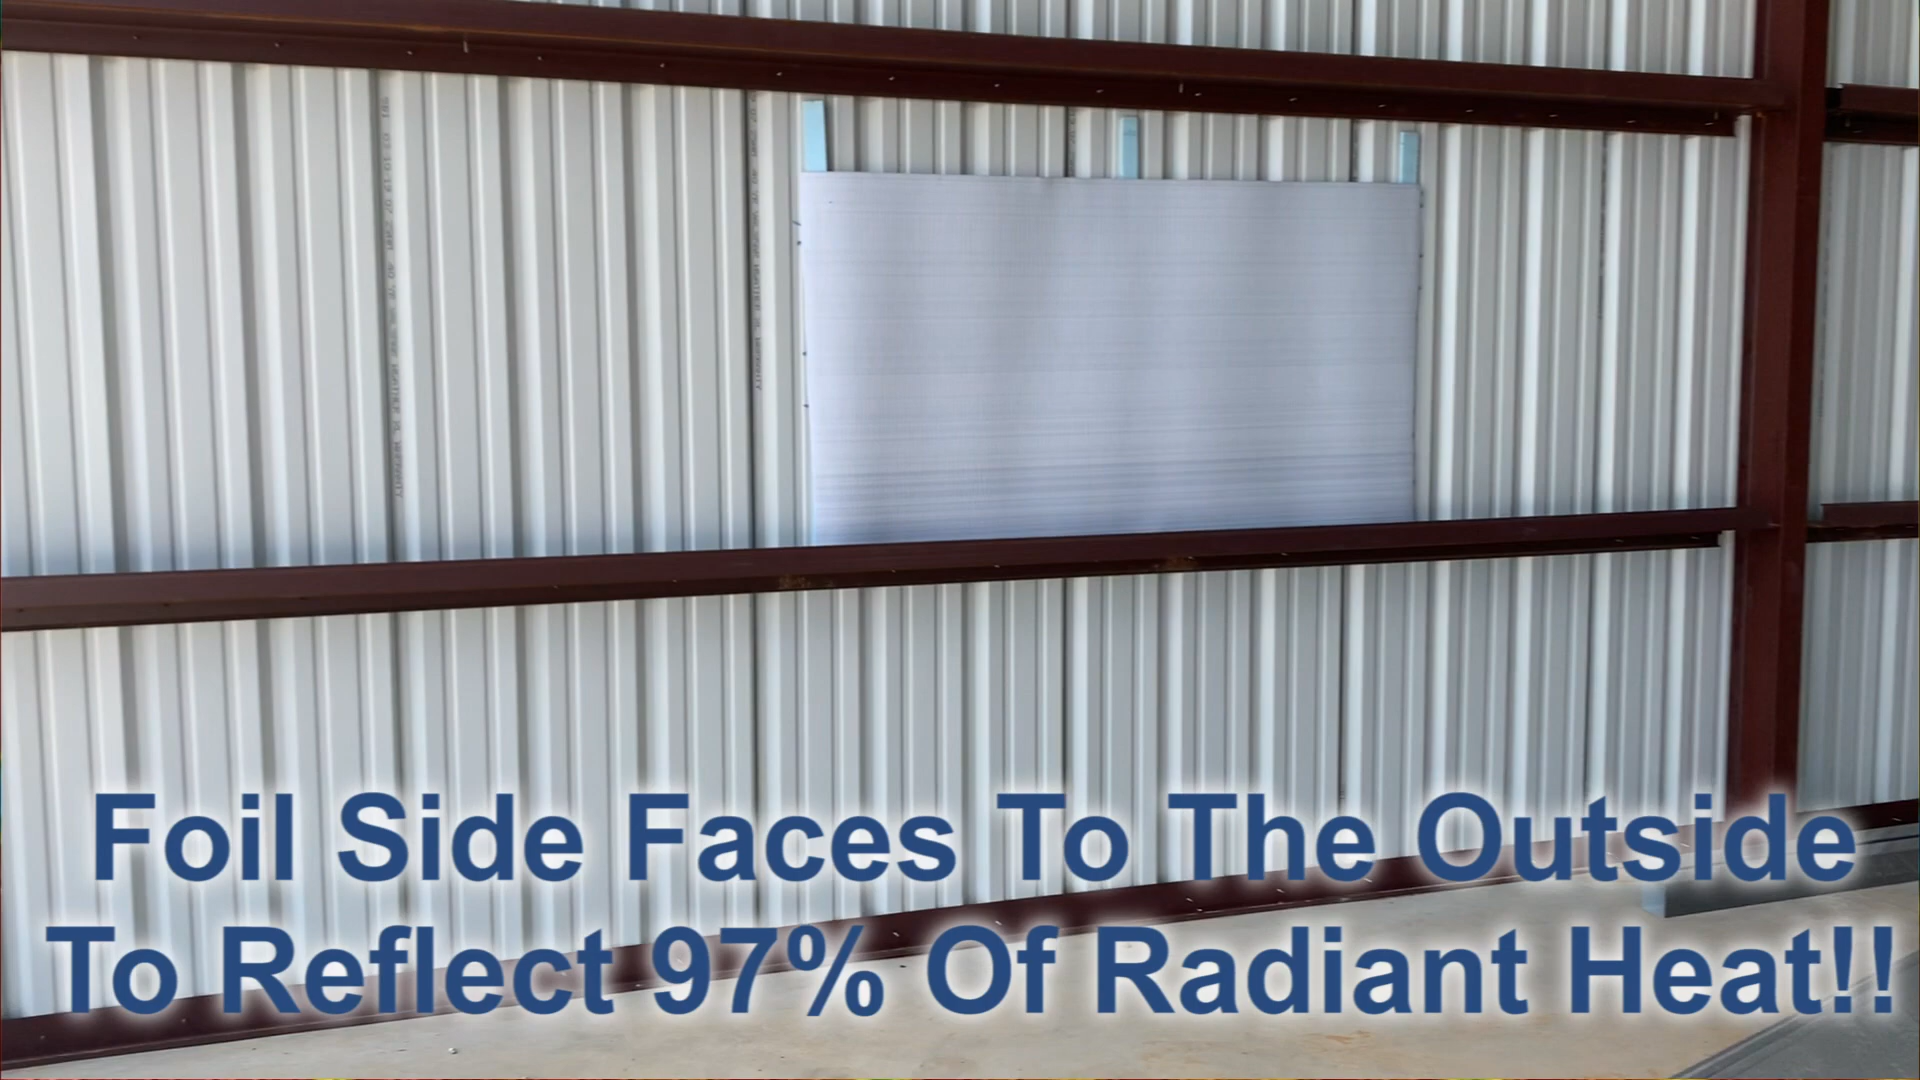 Foil Side Faces To The Outside
To Reflect 97% Of Radiant Heat!!